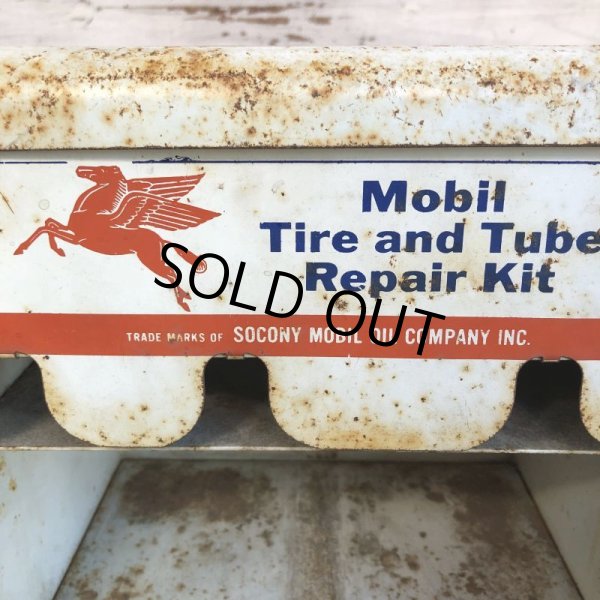 Mobil
Tire and Tube
Repair Kit
SOLD OUT
TRADE MARKS OF SOCONY MOBIL OIL COMPANY INC.